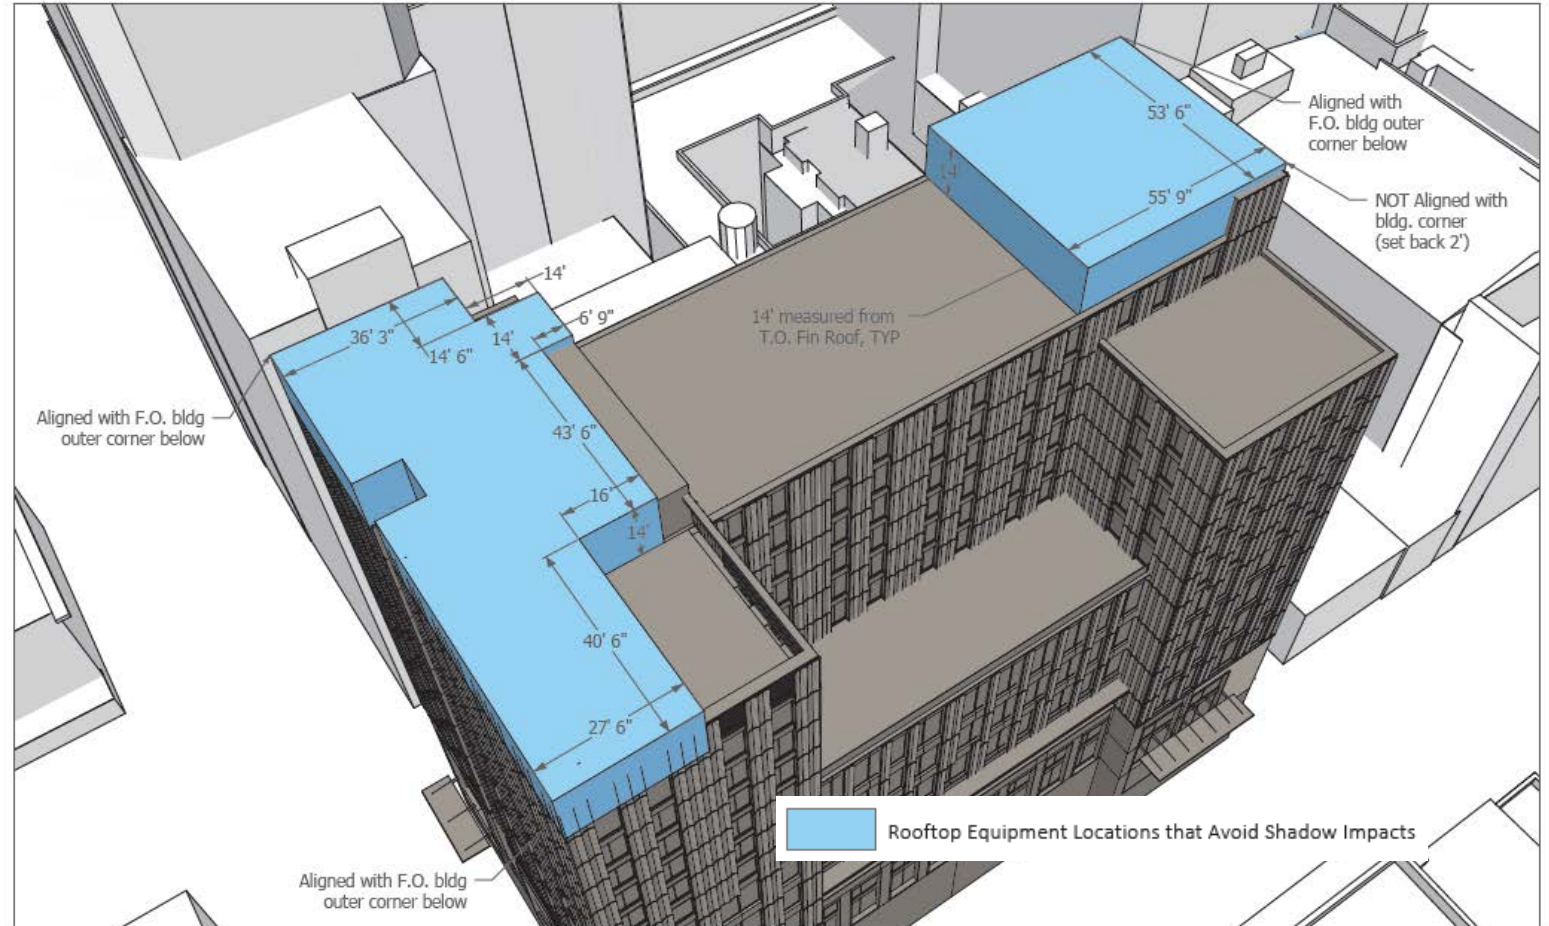 53' 6"
Aligned with
F.O. bldg outer
corner below
14'
55' 9"
NOT Aligned with
bldg. corner
(set back 2')
14'
6' 9"
14' measured from
T.O. Fin Roof, TYP
36' 3"
14'
14' 6"
Aligned with F.O. bldg
outer corner below
43' 6"
16'
14'
40' 6"
27' 6"
Rooftop Equipment Locations that Avoid Shadow Impacts
Aligned with F.O. bldg
outer corner below